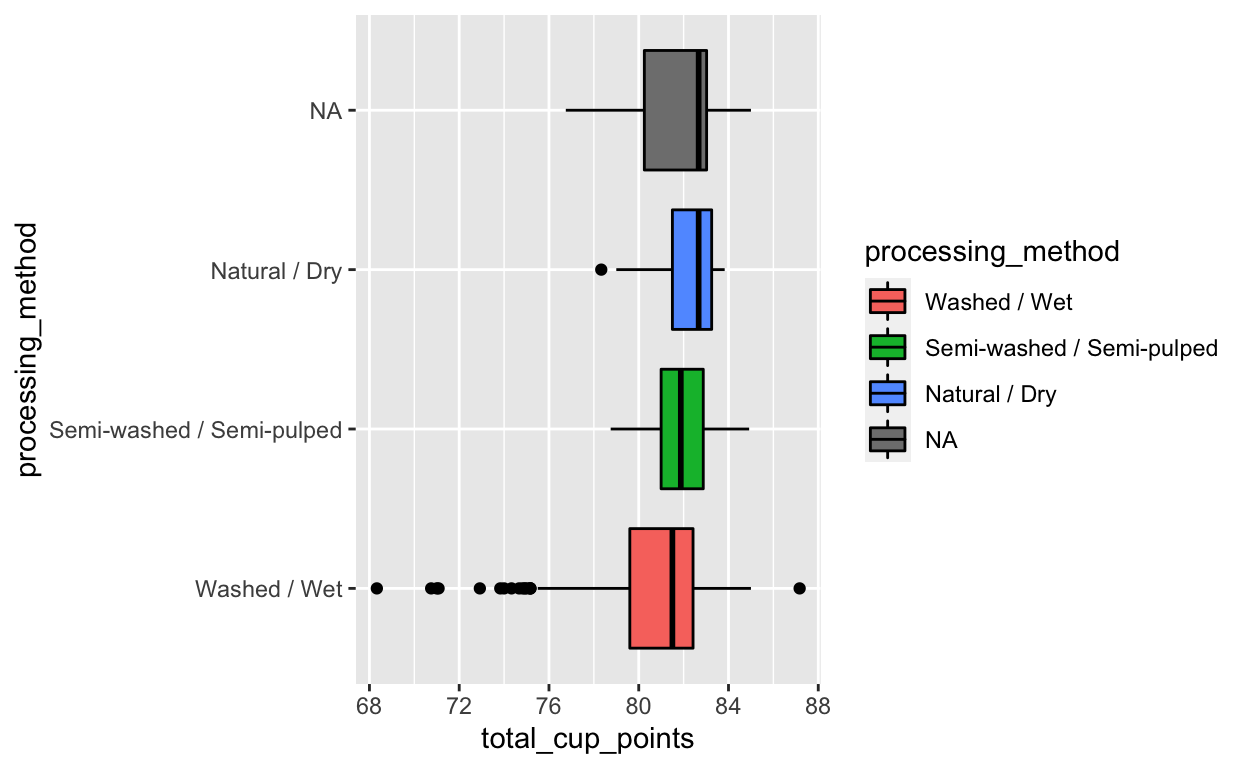 NA
Natural / Dry
Semi-washed / Semi-pulped
Washed / Wet
processing_method
68 72 76 80 84 88
total_cup_points
processing_method
Washed / Wet
Semi-washed / Semi-pulped
Natural / Dry
NA